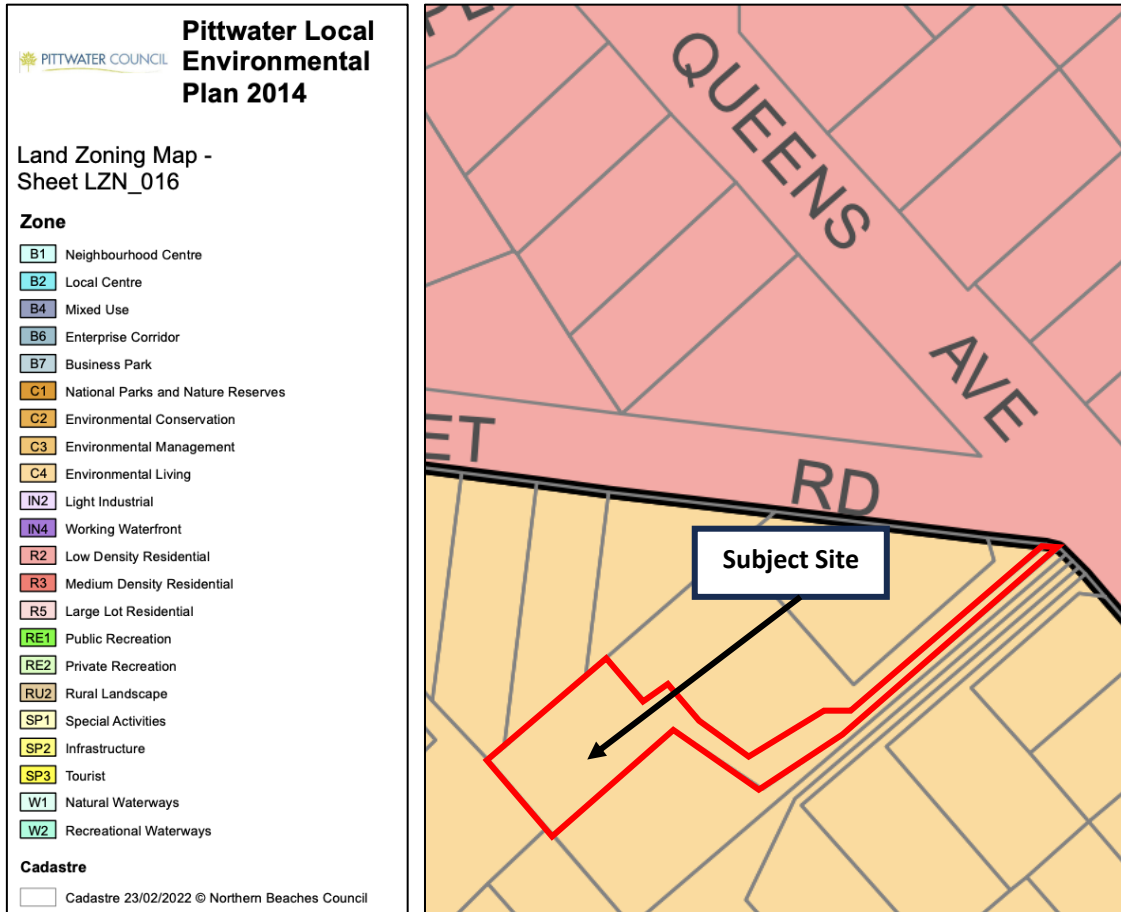 PITTWATER COUNCIL
Pittwater Local
Environmental
Plan 2014
Land Zoning Map -
Sheet LZN_016
Zone
B1 Neighbourhood Centre
B2 Local Centre
B4 Mixed Use
B6 Enterprise Corridor
B7 Business Park
C1 National Parks and Nature Reserves
C2 Environmental Conservation
C3 Environmental Management
C4 Environmental Living
IN2 Light Industrial
IN4 Working Waterfront
R2 Low Density Residential
R3 Medium Density Residential
R5 Large Lot Residential
RE1 Public Recreation
RE2 Private Recreation
RU2 Rural Landscape
SP1 Special Activities
SP2 Infrastructure
SP3 Tourist
W1 Natural Waterways
W2 Recreational Waterways
Cadastre
Cadastre 23/02/2022 © Northern Beaches Council
QUEENS
AVE
ET
RD
Subject Site